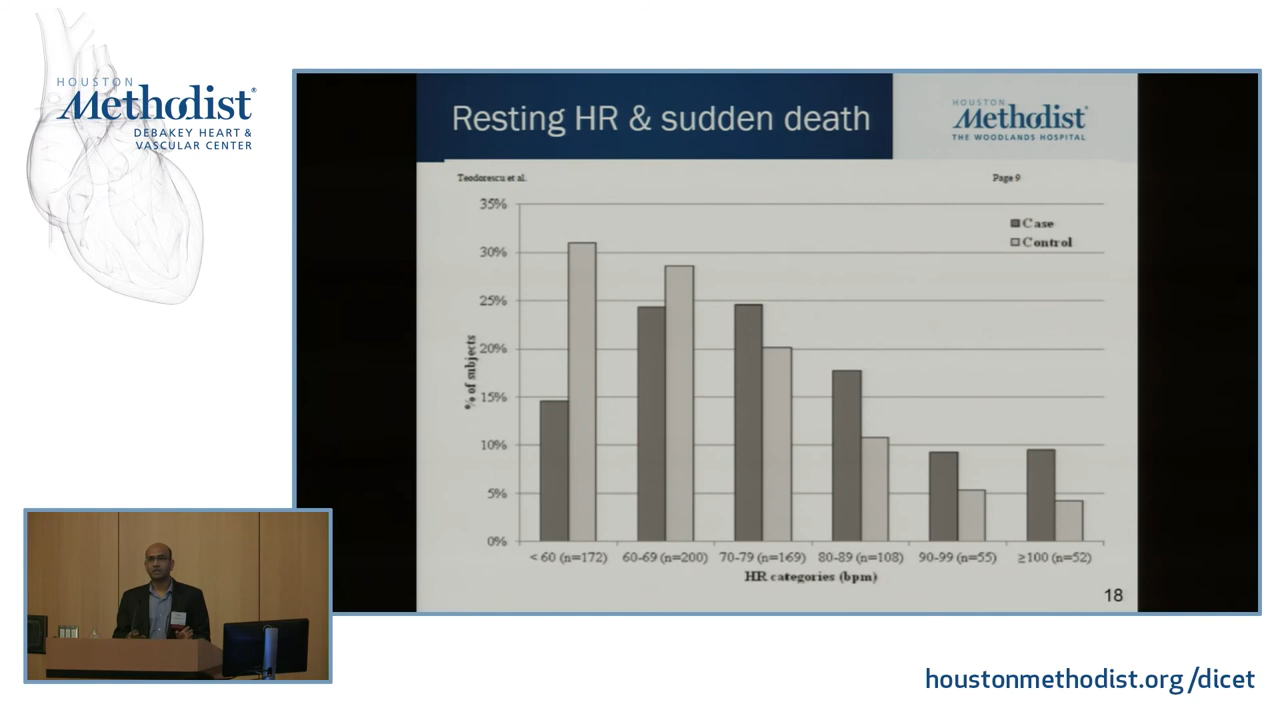 HOUSTON
Methodist®
DEBAKEY HEART &
VASCULAR CENTER
Resting HR & sudden death
HOUSTON
Methodist®
THE WOODLANDS HOSPITAL
Teodorescu et al.
Page 9
35%
30%
25%
20%
15%
10%
5%
0%
% of subjects
Case
Control
< 60 (n=172) 60-69 (n=200) 70-79 (n=169) 80-89 (n=108) 90-99 (n=55) ≥100 (n=52)
HR categories (bpm)
18
houstonmethodist.org/dicet